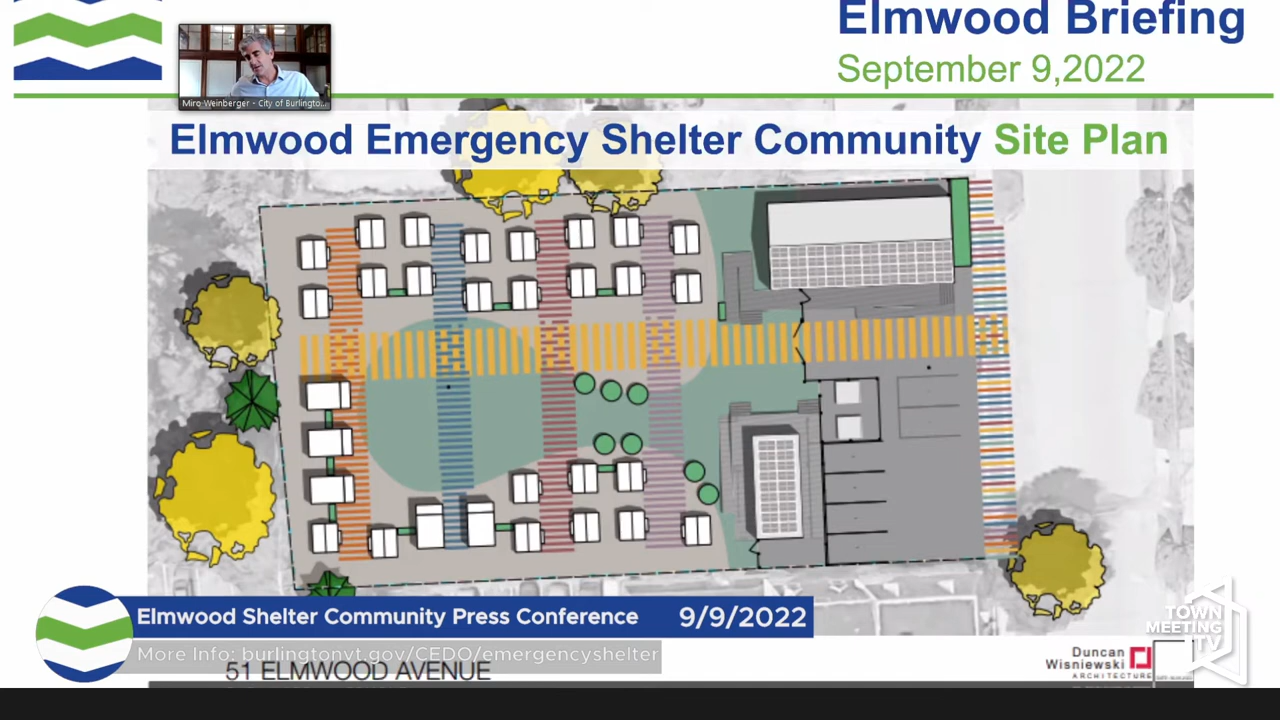 Elmwood Briefing
September 9,2022
Miro Weinberger - City of Burlingto...
Elmwood Emergency Shelter Community Site Plan
Elmwood Shelter Community Press Conference 9/9/2022
More Info: burlingtonvt.gov/CEDO/emergencyshelter
51 ELMWOOD AVENUE
TOWN
MEETING
TV
Duncan
Wisniewski
ARCHITECTURE